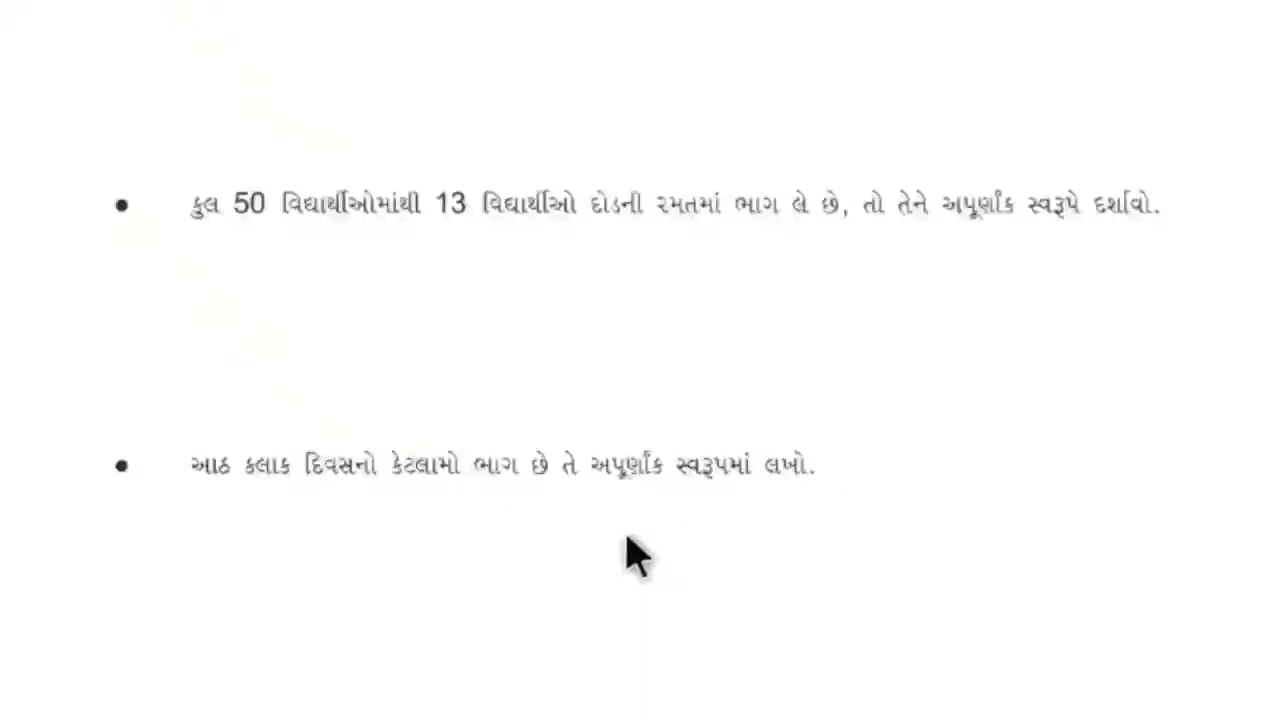 • કુલ 50 વિદ્યાર્થીઓમાંથી 13 વિદ્યાર્થીઓ દોડની રમતમાં ભાગ લે છે, તો તેને અપૂર્ણાંક સ્વરૂપે દર્શાવો.
• આઠ કલાક દિવસનો કેટલામો ભાગ છે તે અપૂર્ણાંક સ્વરૂપમાં લખો.